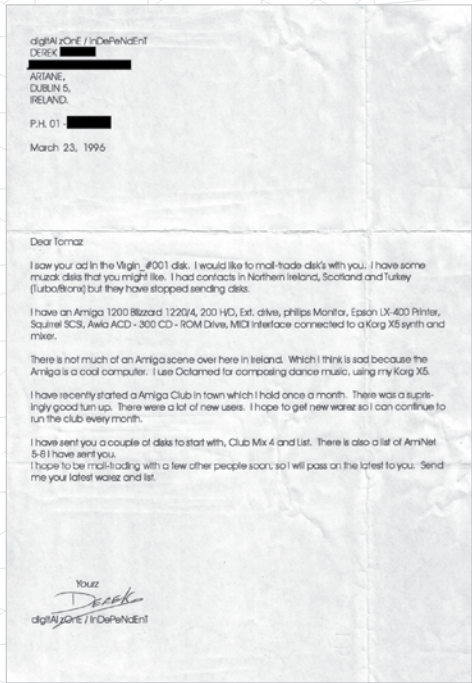 digitAl zOnE / InDePeNdEnT
DEREK
ARTANE,
DUBLIN 5,
IRELAND.
P.H. 01 -
March 23, 1996
Dear Tomaz
I saw your ad in the Virgin_#001 disk. I would like to mail-trade disk's with you. I have some
muzak disks that you might like. I had contacts in Northern Ireland, Scotland and Turkey
(Turbo/Bronx) but they have stopped sending disks.
I have an Amiga 1200 Blizzard 1220/4, 200 H/D, Ext. drive, philips Monitor, Epson LX-400 Printer,
Squirrel SCSI, Awia ACD - 300 CD - ROM Drive, MIDI Interface connected to a Korg X5 synth and
mixer.
There is not much of an Amiga scene over here in Ireland. Which I think is sad because the
Amiga is a cool computer. I use Octamed for composing dance music, using my Korg X5.
I have recently started a Amiga Club in town which I hold once a month. There was a supris-
ingly good turn up. There were a lot of new users. I hope to get new warez so I can continue to
run the club every month.
I have sent you a couple of disks to start with, Club Mix 4 and List. There is also a list of AmiNet
5-8 I have sent you.
I hope to be mail-trading with a few other people soon, so I will pass on the latest to you. Send
me your latest warez and list.
Yourz
DEREK
digitAl zOnE / InDePeNdEnT